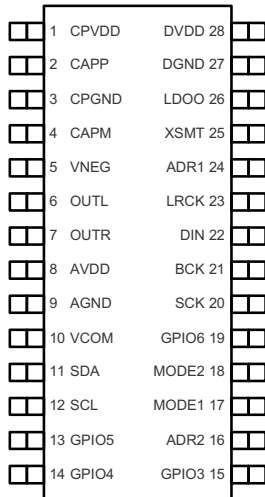 1 CPVDD DVDD 28
2 CAPP DGND 27
3 CPGND LDOO 26
4 CAPM XSMT 25
5 VNEG ADR1 24
6 OUTL LRCK 23
7 OUTR DIN 22
8 AVDD BCK 21
9 AGND SCK 20
10 VCOM GPIO6 19
11 SDA MODE2 18
12 SCL MODE1 17
13 GPIO5 ADR2 16
14 GPIO4 GPIO3 15